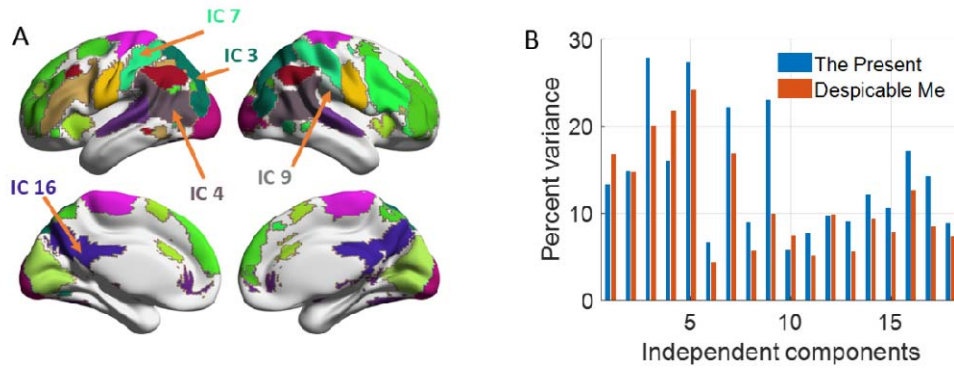 A
IC 7
IC 3
IC 16
IC 4
IC 9
B
30
20
10
0
Percent variance
The Present
Despicable Me
5
10
15
Independent components